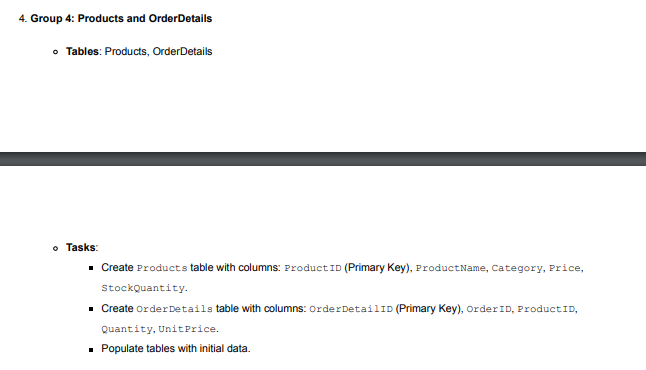 4. Group 4: Products and OrderDetails
o Tables: Products, OrderDetails
o Tasks:
▪ Create Products table with columns: ProductID (Primary Key), ProductName, Category, Price,
StockQuantity.
▪ Create OrderDetails table with columns: OrderDetailID (Primary Key), OrderID, ProductID,
Quantity, UnitPrice.
▪ Populate tables with initial data.